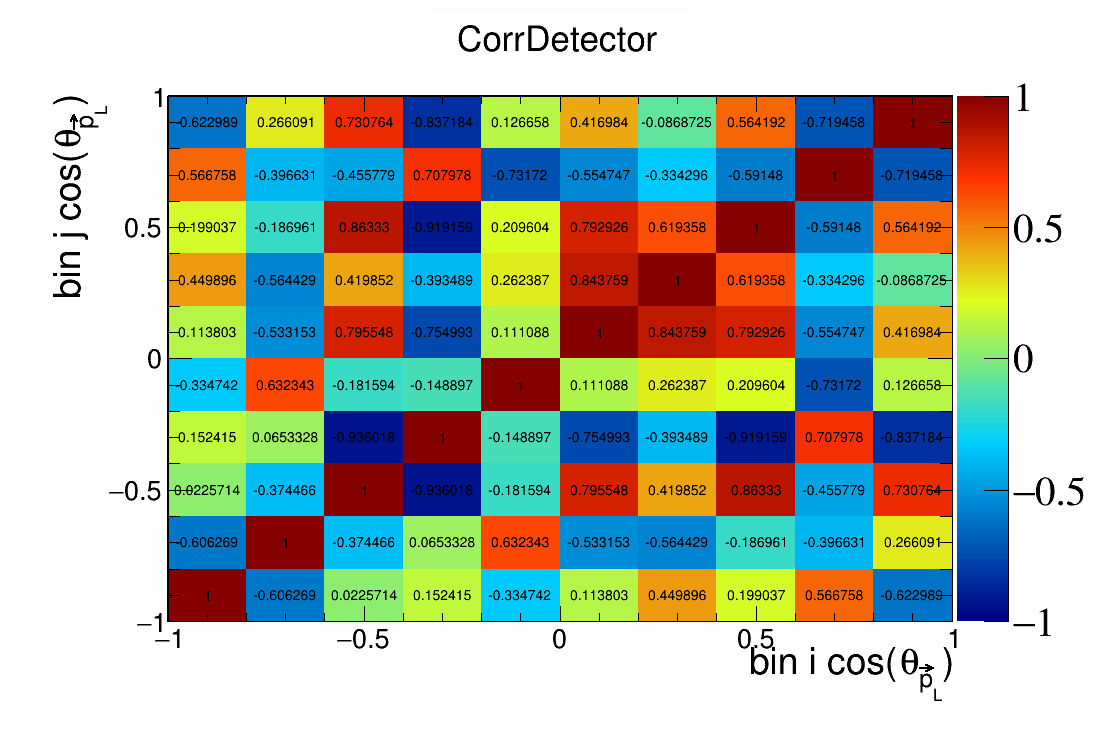 CorrDetector
bin j cos(θ p⃗ L)
1
0.5
0
−0.5
−1
-0.622989 0.266091 0.730764 -0.837184 0.126658 0.416984 -0.0868725 0.564192 -0.719458 1
0.566758 -0.396631 -0.455779 0.707978 -0.73172 -0.554747 -0.334296 -0.59148 1 -0.719458
0.199037 -0.186961 0.86333 -0.919159 0.209604 0.792926 0.619358 1 -0.59148 0.564192
0.449896 -0.564429 0.419852 -0.393489 0.262387 0.843759 1 0.619358 -0.334296 -0.0868725
0.113803 -0.533153 0.795548 -0.754993 0.111088 1 0.843759 0.792926 -0.554747 0.416984
-0.334742 0.632343 -0.181594 -0.148897 1 0.111088 0.262387 0.209604 -0.73172 0.126658
0.152415 0.0653328 -0.936018 1 -0.148897 -0.754993 -0.393489 -0.919159 0.707978 -0.837184
0.0225714 -0.374466 1 -0.936018 -0.181594 0.795548 0.419852 0.86333 -0.455779 0.730764
-0.606269 1 -0.374466 0.0653328 0.632343 -0.533153 -0.564429 -0.186961 -0.396631 0.266091
1 -0.606269 0.0225714 0.152415 -0.334742 0.113803 0.449896 0.199037 0.566758 -0.622989
−1 −0.5 0 0.5 1
bin i cos(θ p⃗ L)
1
0.5
0
−0.5
−1